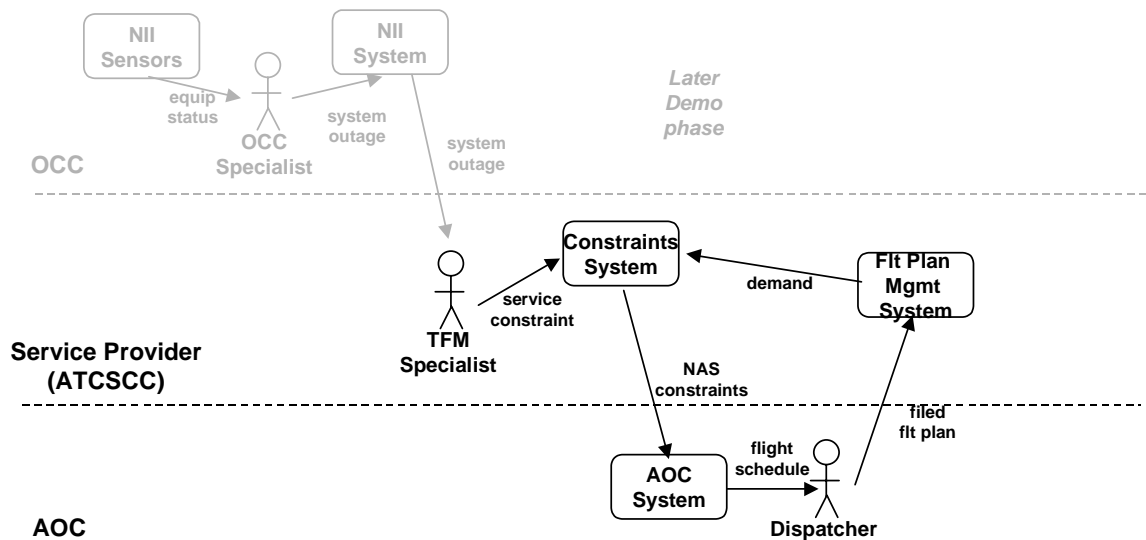 NII
Sensors
NII
System
equip
status
OCC
Specialist
system
outage
system
outage
Later
Demo
phase
OCC
Constraints
System
Flt Plan
Mgmt
System
demand
service
constraint
TFM
Specialist
Service Provider
(ATCSCC)
NAS
constraints
filed
flt plan
AOC
System
flight
schedule
Dispatcher
AOC